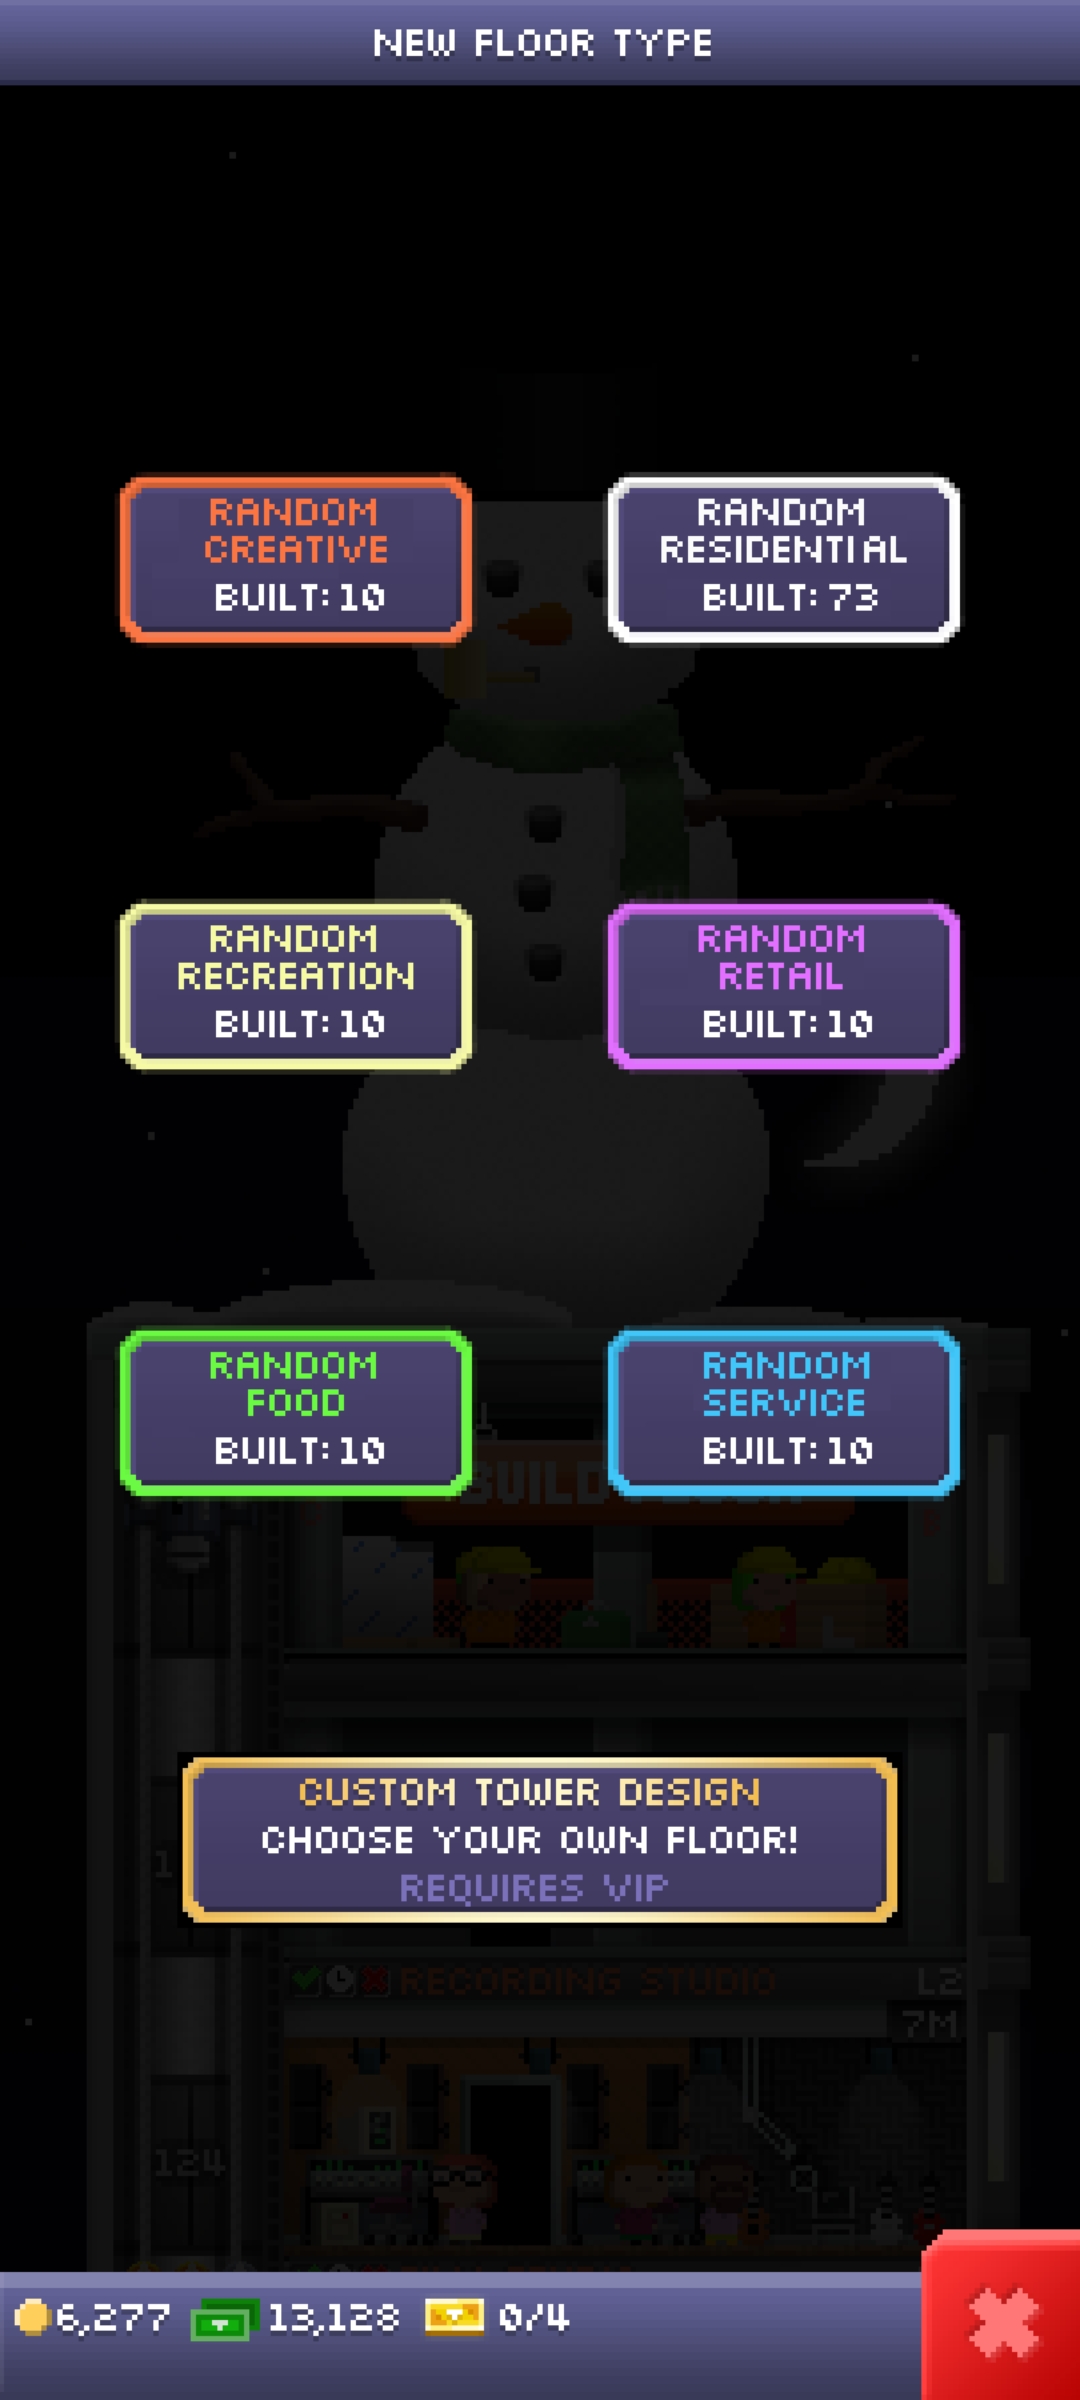 NEW FLOOR TYPE
RANDOM
CREATIVE
BUILT: 10
RANDOM
RESIDENTIAL
BUILT: 73
RANDOM
RECREATION
BUILT: 10
RANDOM
RETAIL
BUILT: 10
RANDOM
FOOD
BUILT: 10
RANDOM
SERVICE
BUILT: 10
BUILD
CUSTOM TOWER DESIGN
CHOOSE YOUR OWN FLOOR!
REQUIRES VIP
RECORDING STUDIO L2
7M
124
6,277 13,128 0/4